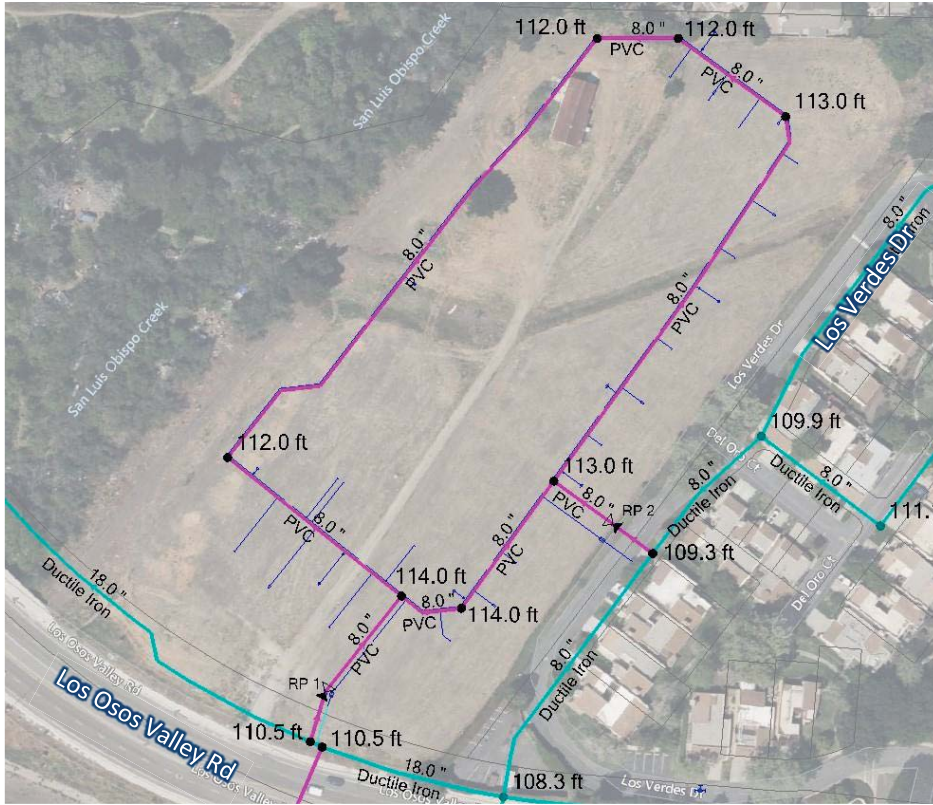 112.0 ft
8.0 "
PVC
112.0 ft
8.0 "
PVC
113.0 ft
San Luis Obispo Creek
8.0 "
PVC
8.0 "
PVC
8.0 "
Iron
Los Verdes Dr
San Luis Obispo Creek
Los Verdes Dr
112.0 ft
109.9 ft
Del Oro Ct
8.0 "
Ductile Iron
8.0 "
Ductile Iron
111.
113.0 ft
8.0 "
PVC
RP 2
109.3 ft
8.0 "
PVC
8.0 "
PVC
18.0 "
Ductile Iron
114.0 ft
8.0 "
PVC
114.0 ft
Del Oro Ct
8.0 "
PVC
8.0 "
Ductile Iron
Los Osos Valley Rd
RP 1
Los Osos Valley Rd
110.5 ft
110.5 ft
18.0 "
Ductile Iron
108.3 ft
Los Verdes Dr
Los Osos Valley